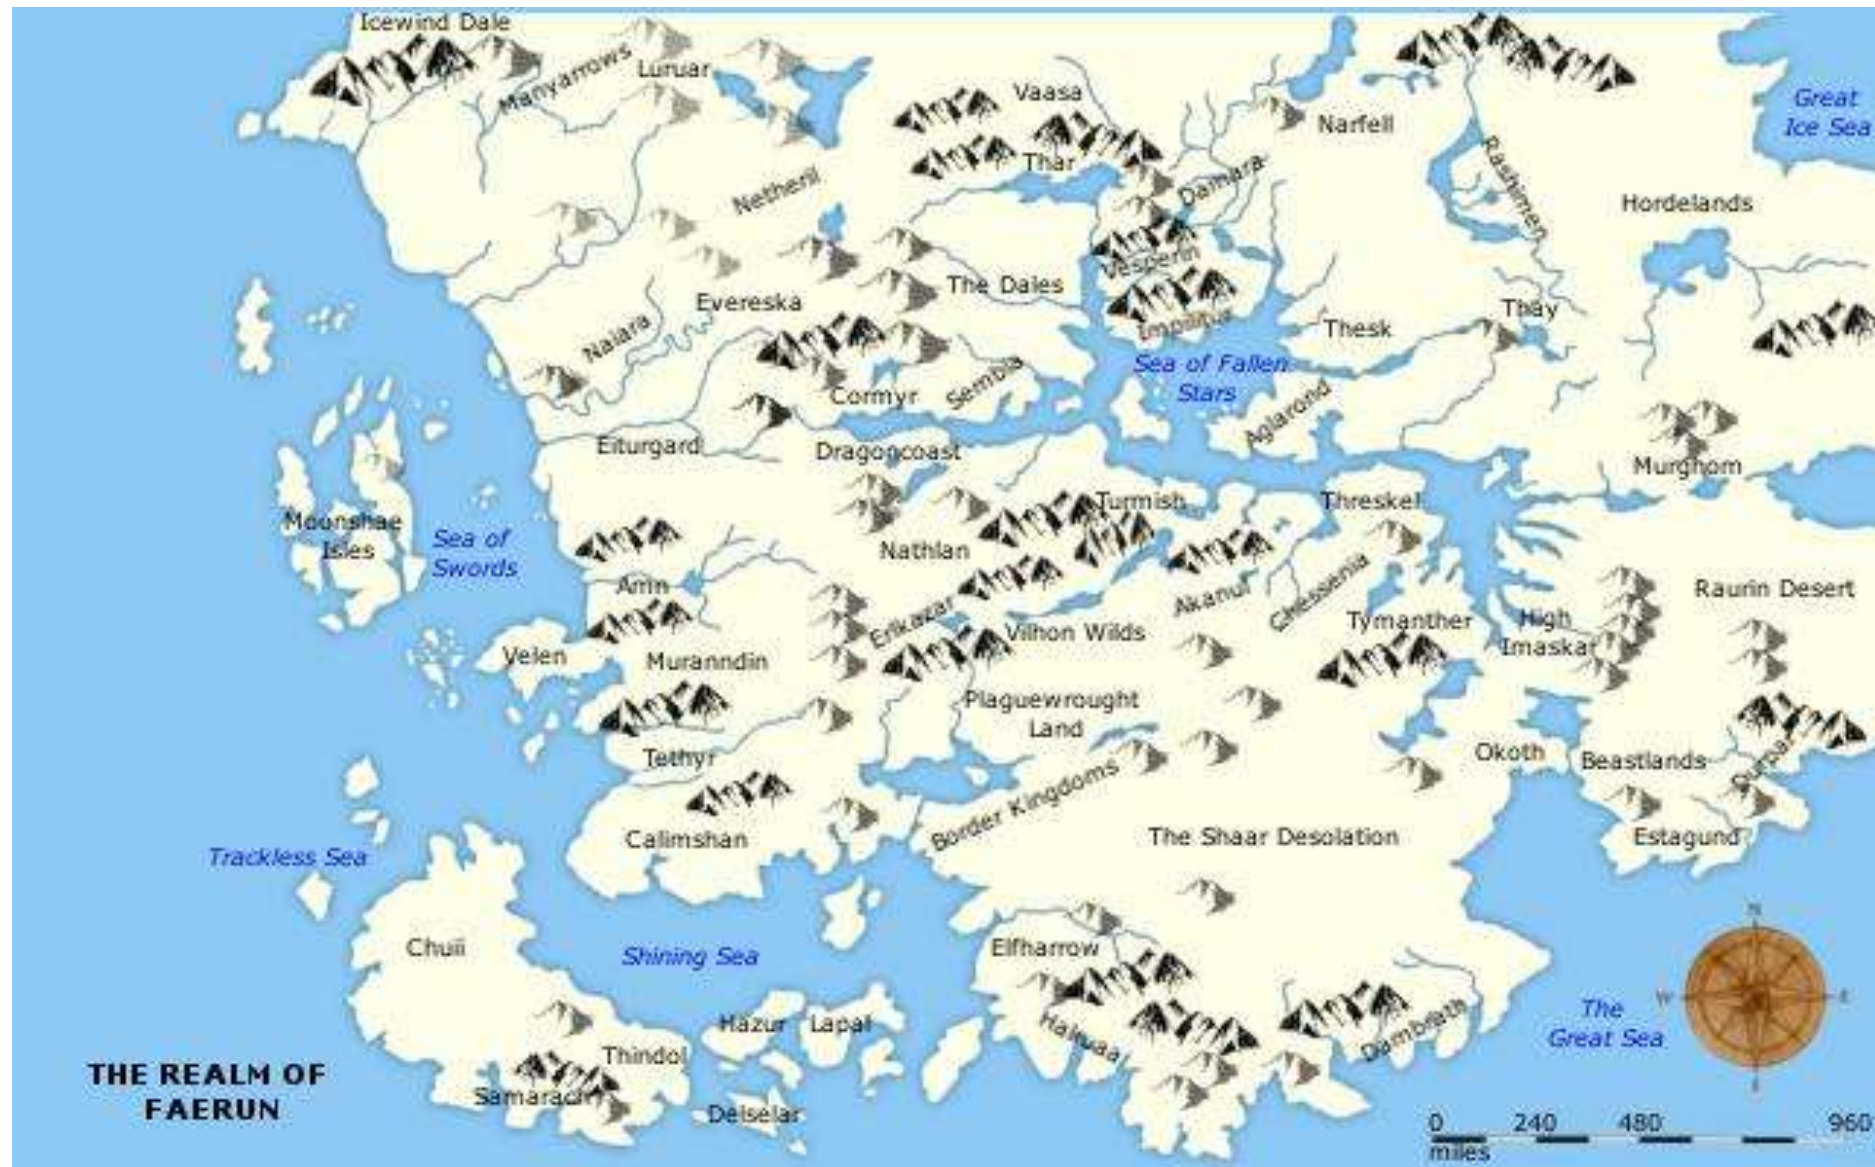 Icewind Dale
Manyarrows
Luruar
Vaasa
Narfell
Great
Ice Sea
Thar
Damara
Rashimen
Netheril
Hordelands
Vesperin
The Dales
Evereska
Impiltur
Thay
Nalara
Thesk
Sea of Fallen
Stars
Cormyr
Sembia
Aglarond
Eiturgard
Dragoncoast
Murghom
Turmish
Threskel
Moonshae
Isles
Sea of
Swords
Nathlan
Amn
Akanul
Chessenia
Raurin Desert
Erlkazar
Vilhon Wilds
Tymanther
High
Imaskar
Velen
Muranndin
Plaguewrought
Land
Tethyr
Okoth
Beastlands
Durpar
Border Kingdoms
Calimshan
The Shaar Desolation
Estagund
Trackless Sea
Chuii
Shining Sea
Elfharrow
N
W
E
S
Hazur
Lapal
Halruaa
Dambrath
The
Great Sea
Thindol
Samarach
Delselar
THE REALM OF
FAERUN
0 240 480 960
miles